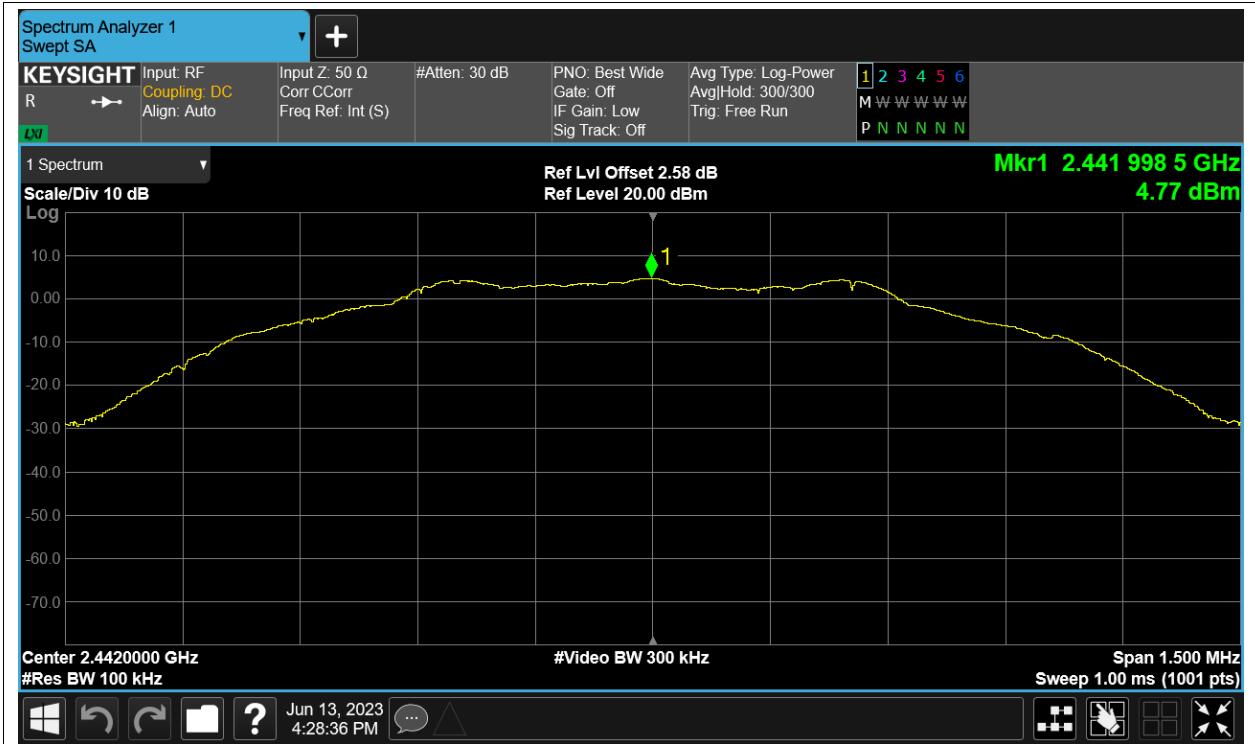 Spectrum Analyzer 1
Swept SA
KEYSIGHT
R
LXI
Input: RF
Coupling: DC
Align: Auto
Input Z: 50 Ω
Corr CCorr
Freq Ref: Int (S)
#Atten: 30 dB
PNO: Best Wide
Gate: Off
IF Gain: Low
Sig Track: Off
Avg Type: Log-Power
Avg|Hold: 300/300
Trig: Free Run
1 2 3 4 5 6
M W W W W W
P N N N N N
1 Spectrum
Scale/Div 10 dB
Log
Ref Lvl Offset 2.58 dB
Ref Level 20.00 dBm
Mkr1 2.441 998 5 GHz
4.77 dBm
1
10.0
0.00
-10.0
-20.0
-30.0
-40.0
-50.0
-60.0
-70.0
Center 2.4420000 GHz
#Res BW 100 kHz
#Video BW 300 kHz
Span 1.500 MHz
Sweep 1.00 ms (1001 pts)
?
Jun 13, 2023
4:28:36 PM